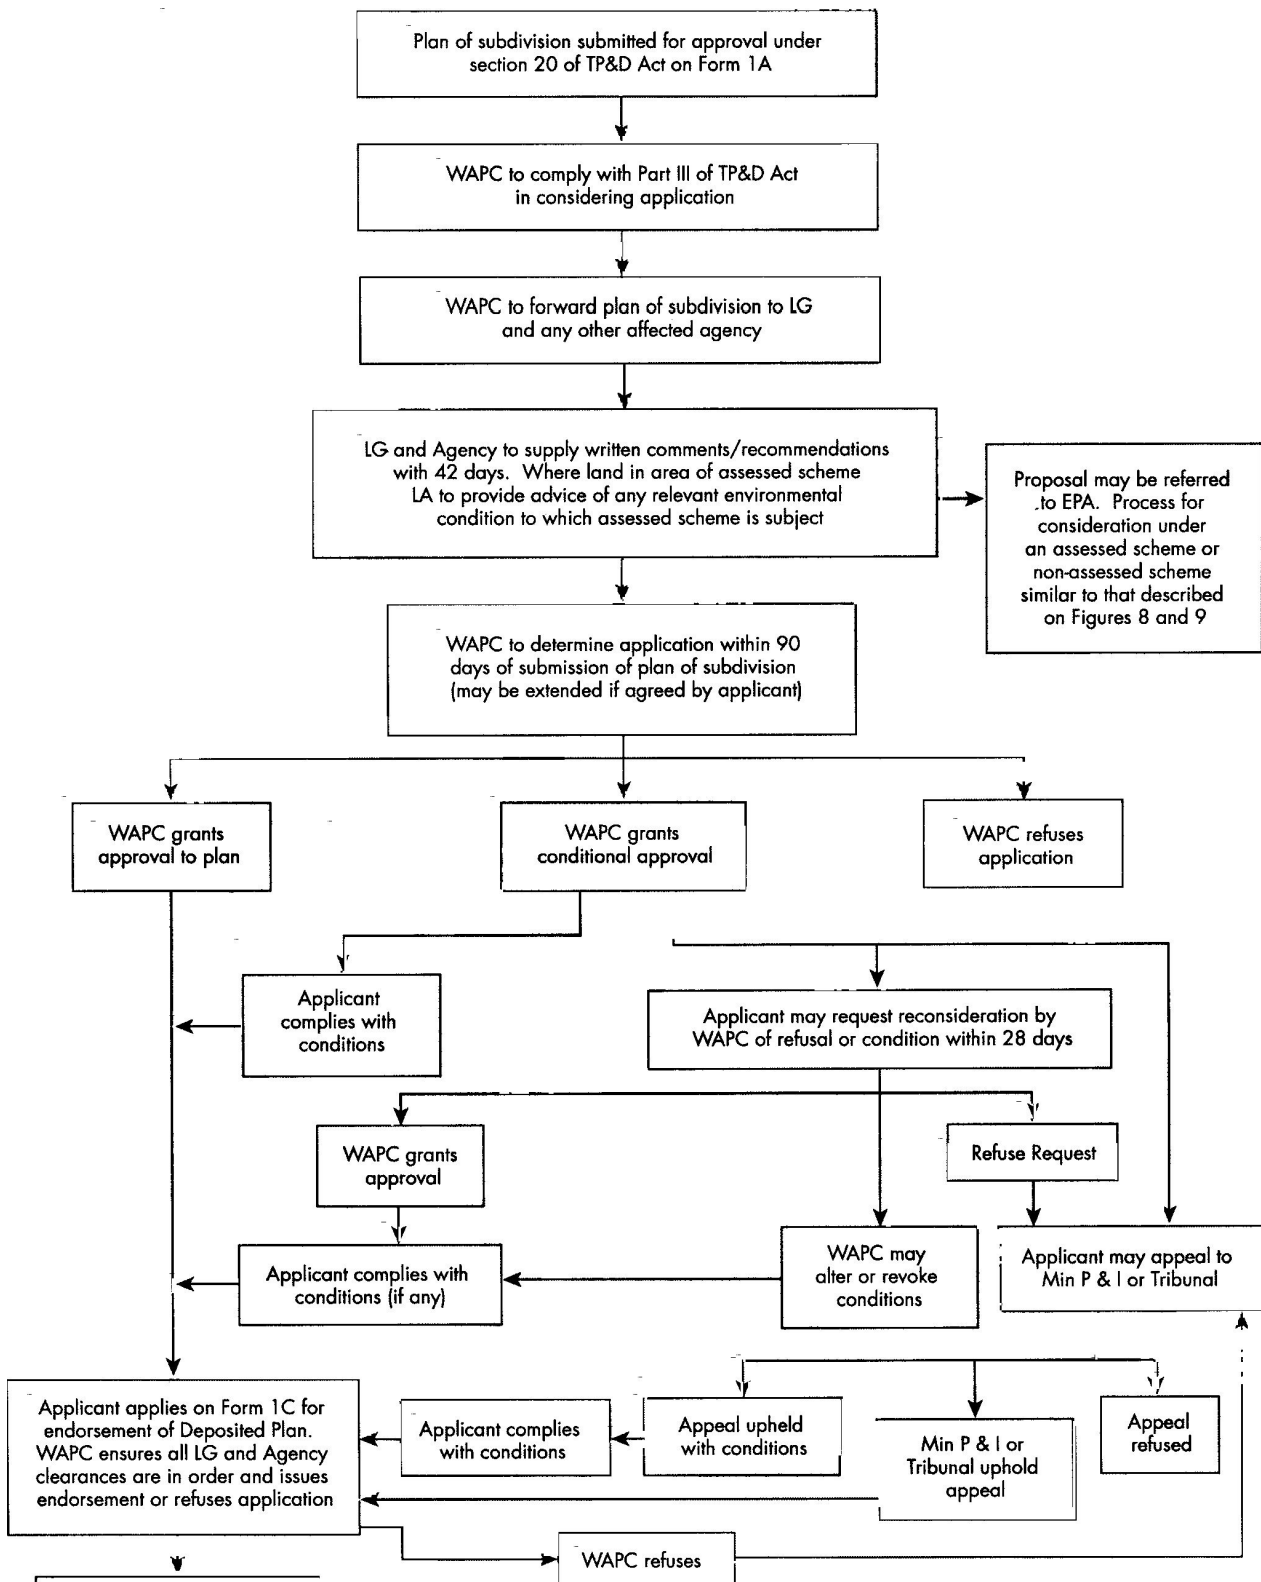 Plan of subdivision submitted for approval under
section 20 of TP&D Act on Form 1A
WAPC to comply with Part III of TP&D Act
in considering application
WAPC to forward plan of subdivision to LG
and any other affected agency
LG and Agency to supply written comments/recommendations
with 42 days. Where land in area of assessed scheme
LA to provide advice of any relevant environmental
condition to which assessed scheme is subject
Proposal may be referred
to EPA. Process for
consideration under
an assessed scheme or
non-assessed scheme
similar to that described
on Figures 8 and 9
WAPC to determine application within 90
days of submission of plan of subdivision
(may be extended if agreed by applicant)
WAPC grants
approval to plan
WAPC grants
conditional approval
WAPC refuses
application
Applicant
complies with
conditions
Applicant may request reconsideration by
WAPC of refusal or condition within 28 days
WAPC grants
approval
Refuse Request
Applicant complies with
conditions (if any)
WAPC may
alter or revoke
conditions
Applicant may appeal to
Min P & I or Tribunal
Applicant applies on Form 1C for
endorsement of Deposited Plan.
WAPC ensures all LG and Agency
clearances are in order and issues
endorsement or refuses application
Applicant complies
with conditions
Appeal upheld
with conditions
Min P & I or
Tribunal uphold
appeal
Appeal
refused
WAPC refuses